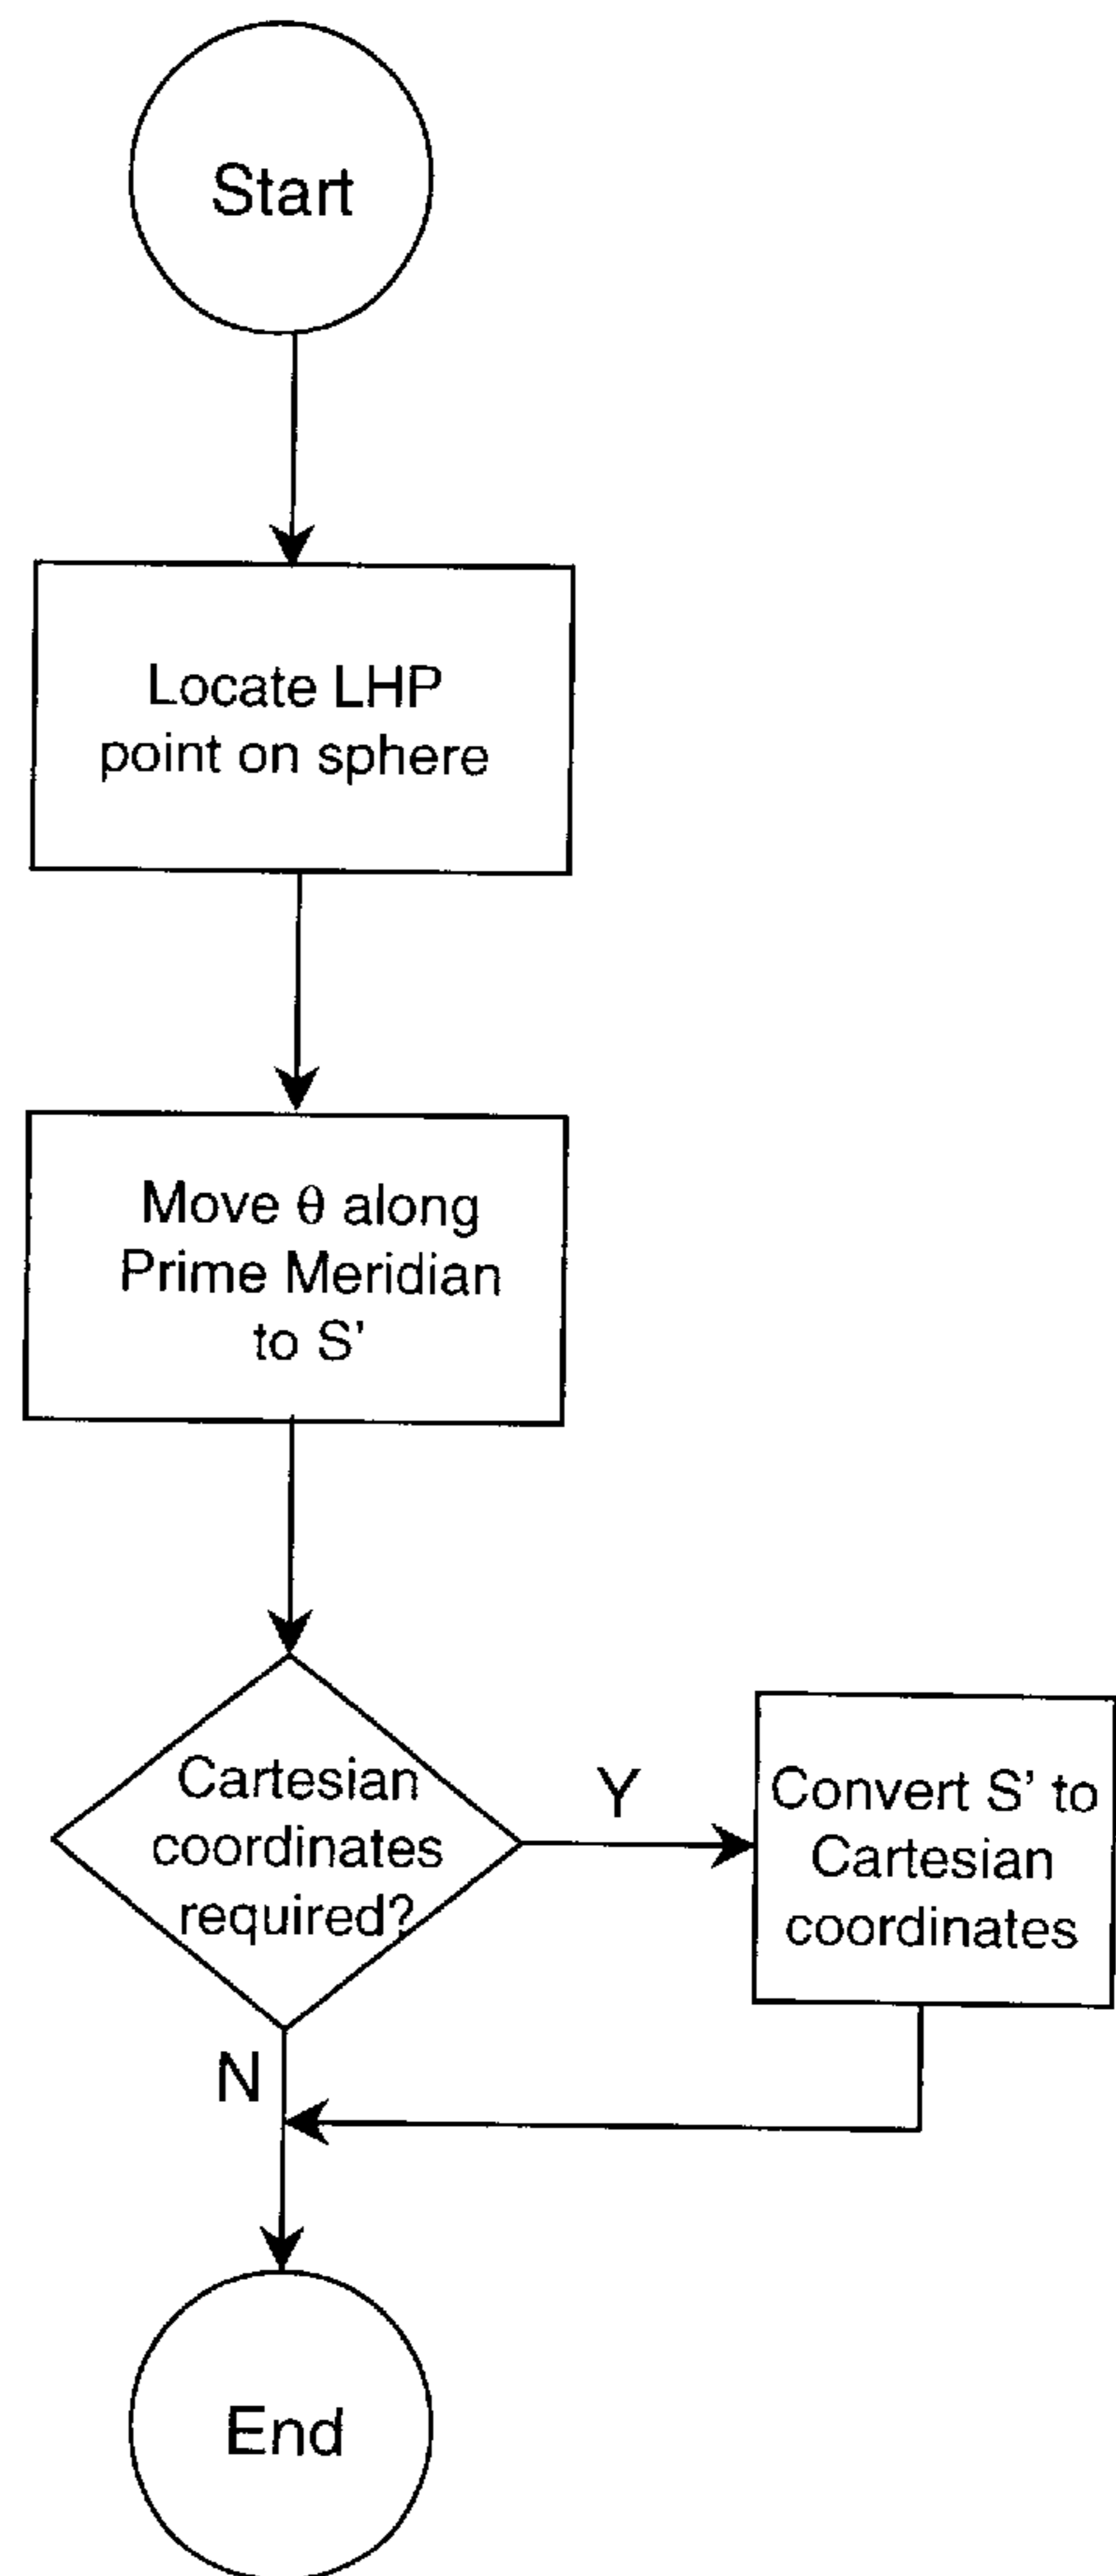 Start
Locate LHP
point on sphere
Move θ along
Prime Meridian
to S’
Cartesian
coordinates
required?
Y
Convert S’ to
Cartesian
coordinates
N
End